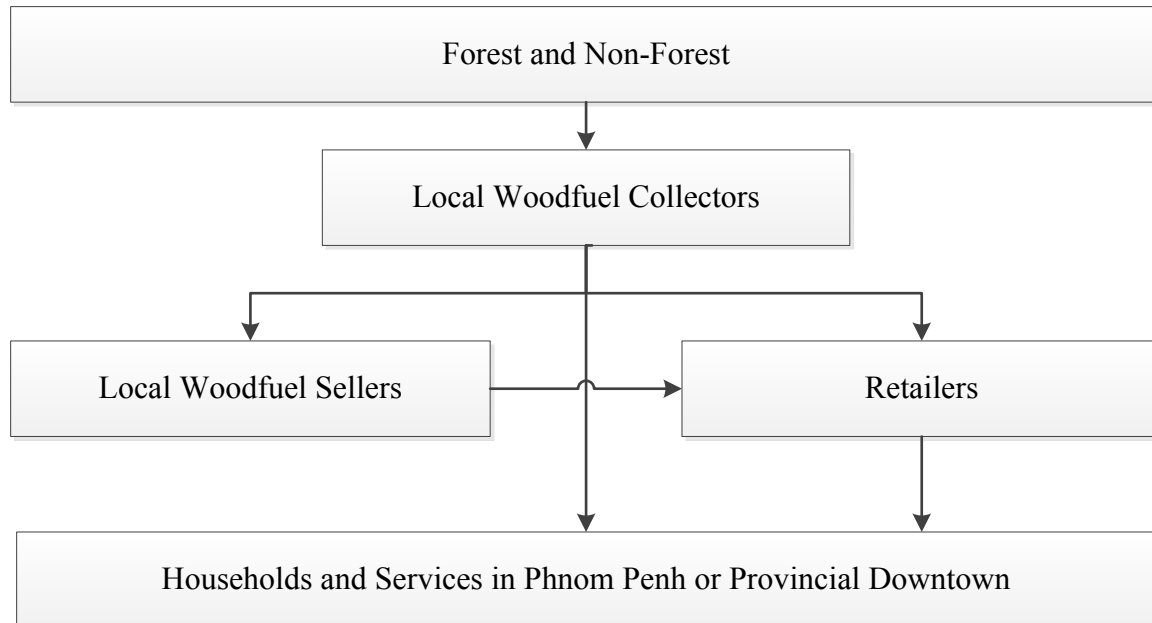 Forest and Non-Forest
Local Woodfuel Collectors
Local Woodfuel Sellers
Retailers
Households and Services in Phnom Penh or Provincial Downtown